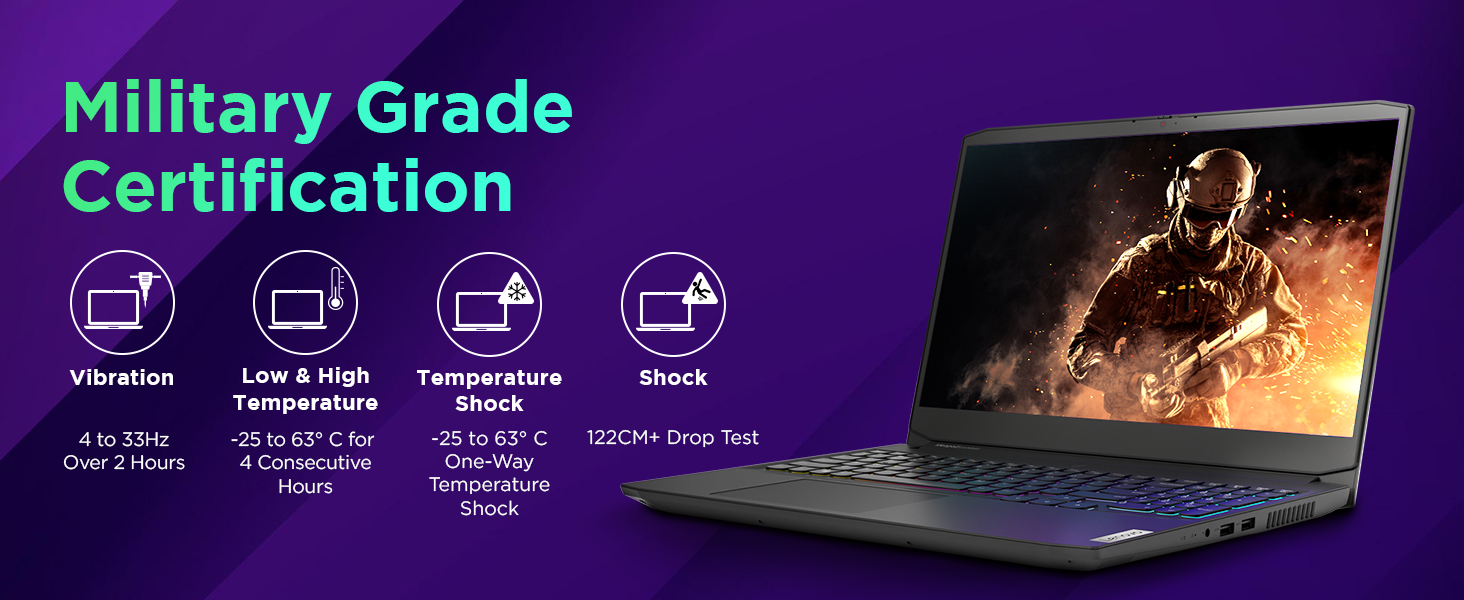 Military Grade
Certification
Vibration
4 to 33Hz
Over 2 Hours
Low & High
Temperature
-25 to 63° C for
4 Consecutive
Hours
Temperature
Shock
-25 to 63° C
One-Way
Temperature
Shock
Shock
122CM+ Drop Test
Lenovo